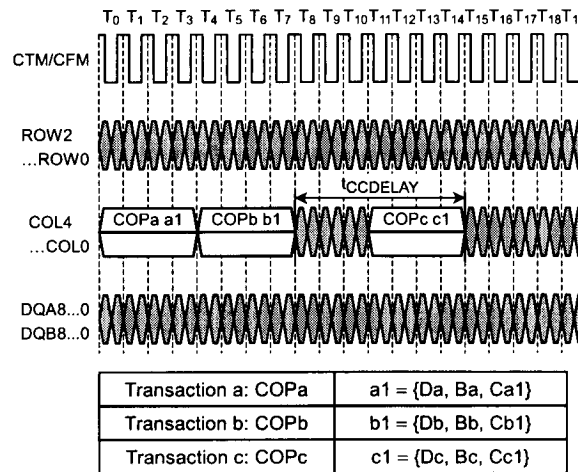 T0 T1 T2 T3 T4 T5 T6 T7 T8 T9 T10 T11 T12 T13 T14 T15 T16 T17 T18 T1
CTM/CFM
ROW2
...ROW0
tCCDELAY
COL4
...COL0
COPa a1 COPb b1 COPc c1
DQA8...0
DQB8...0
Transaction a: COPa a1 = {Da, Ba, Ca1}
Transaction b: COPb b1 = {Db, Bb, Cb1}
Transaction c: COPc c1 = {Dc, Bc, Cc1}